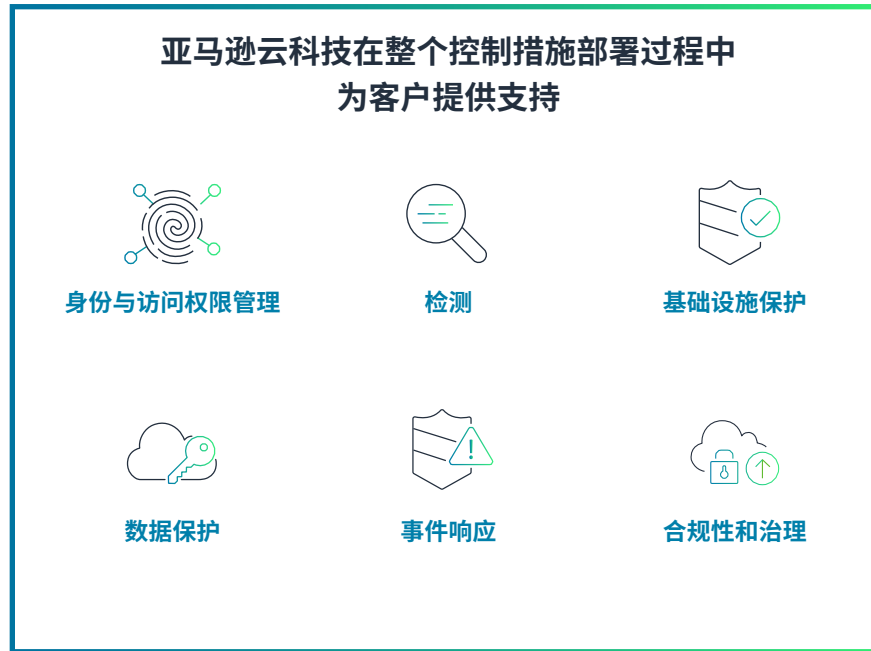 亚马逊云科技在整个控制措施部署过程中
为客户提供支持
身份与访问权限管理
检测
基础设施保护
数据保护
事件响应
合规性和治理